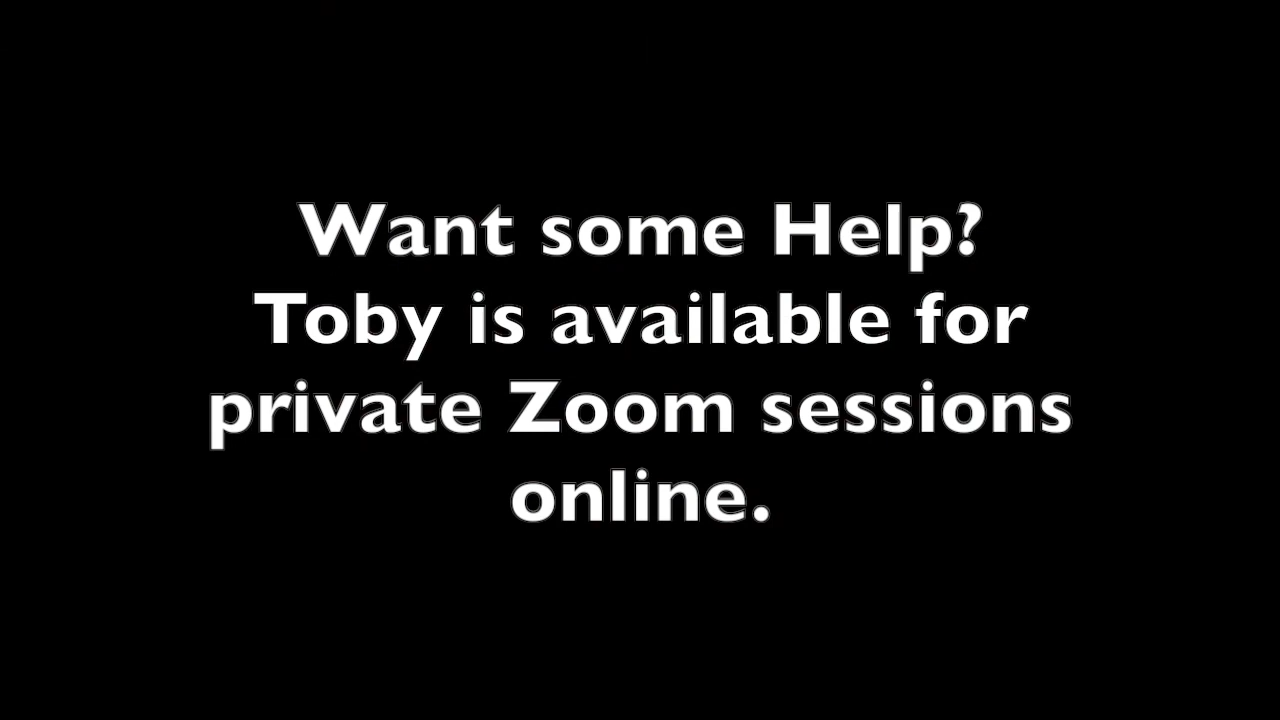 Want some Help?
Toby is available for
private Zoom sessions
online.